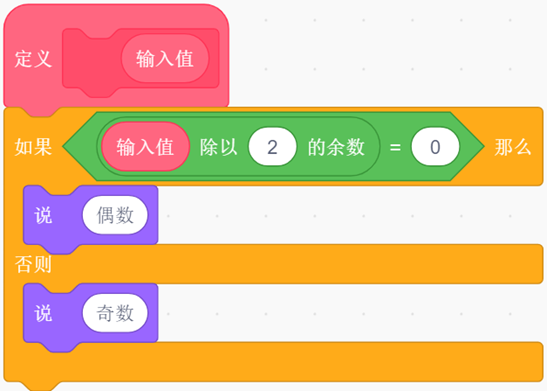 定义 输入值
如果 输入值 除以 2 的余数 = 0 那么
说 偶数
否则
说 奇数